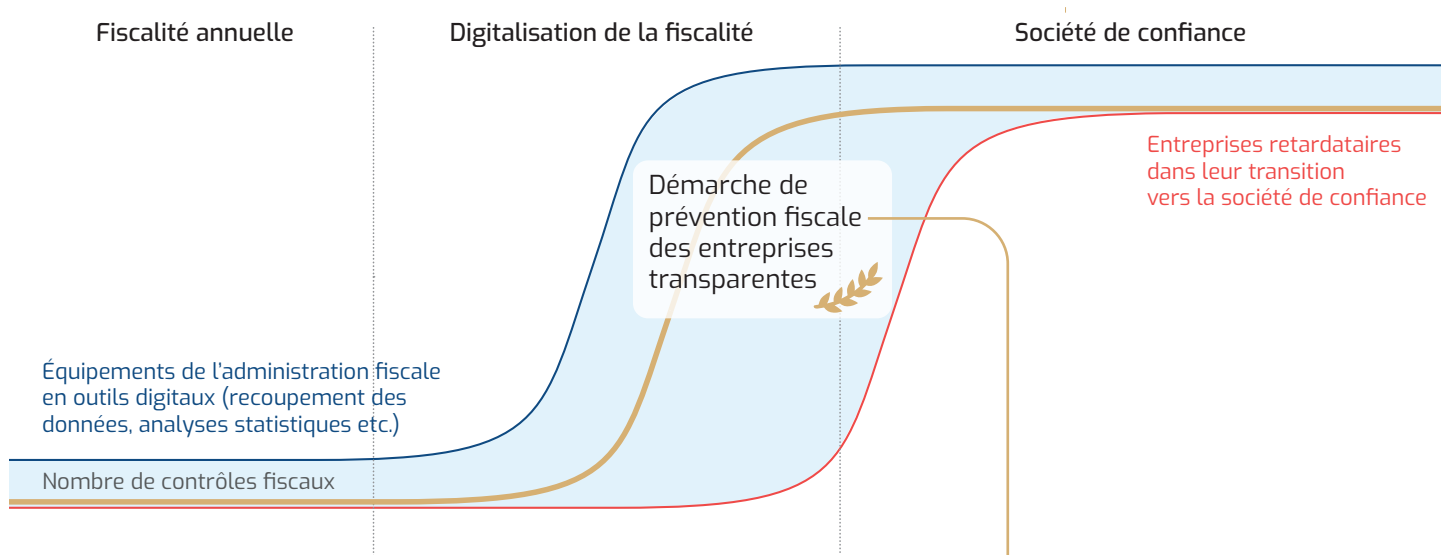 Fiscalité annuelle
Digitalisation de la fiscalité
Société de confiance
Entreprises retardataires
dans leur transition
vers la société de confiance
Démarche de
prévention fiscale
des entreprises
transparentes
Équipements de l'administration fiscale
en outils digitaux (recoupement des
données, analyses statistiques etc.)
Nombre de contrôles fiscaux